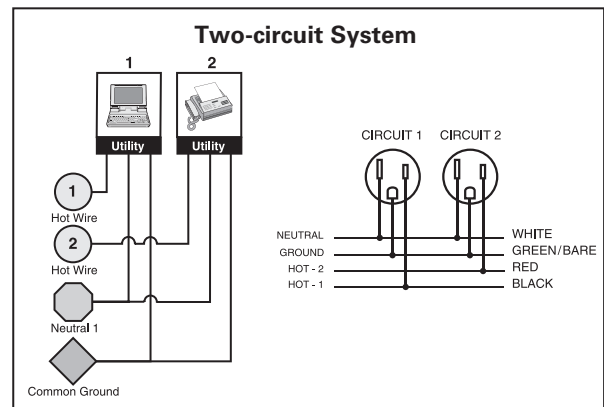 Two-circuit System
1
2
Utility
Utility
1
Hot Wire
2
Hot Wire
Neutral 1
Common Ground
CIRCUIT 1
CIRCUIT 2
NEUTRAL
WHITE
GROUND
GREEN/BARE
HOT - 2
RED
HOT - 1
BLACK